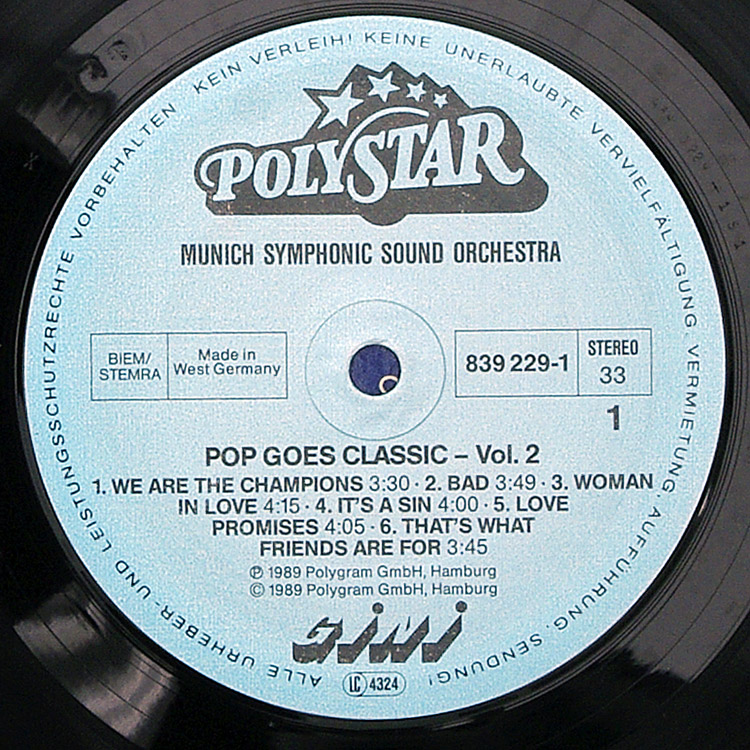 ALLE URHEBER- UND LEISTUNGSSCHUTZRECHTE VORBEHALTEN KEIN VERLEIH! KEINE UNERLAUBTE VERVIELFÄLTIGUNG, VERMIETUNG, AUFFÜHRUNG, SENDUNG!
POLYSTAR
MUNICH SYMPHONIC SOUND ORCHESTRA
BIEM/
STEMRA
Made in
West Germany
839 229-1
STEREO
33
1
POP GOES CLASSIC – Vol. 2
1. WE ARE THE CHAMPIONS 3:30 · 2. BAD 3:49 · 3. WOMAN
IN LOVE 4:15 · 4. IT'S A SIN 4:00 · 5. LOVE
PROMISES 4:05 · 6. THAT'S WHAT
FRIENDS ARE FOR 3:45
℗ 1989 Polygram GmbH, Hamburg
© 1989 Polygram GmbH, Hamburg
LC 4324